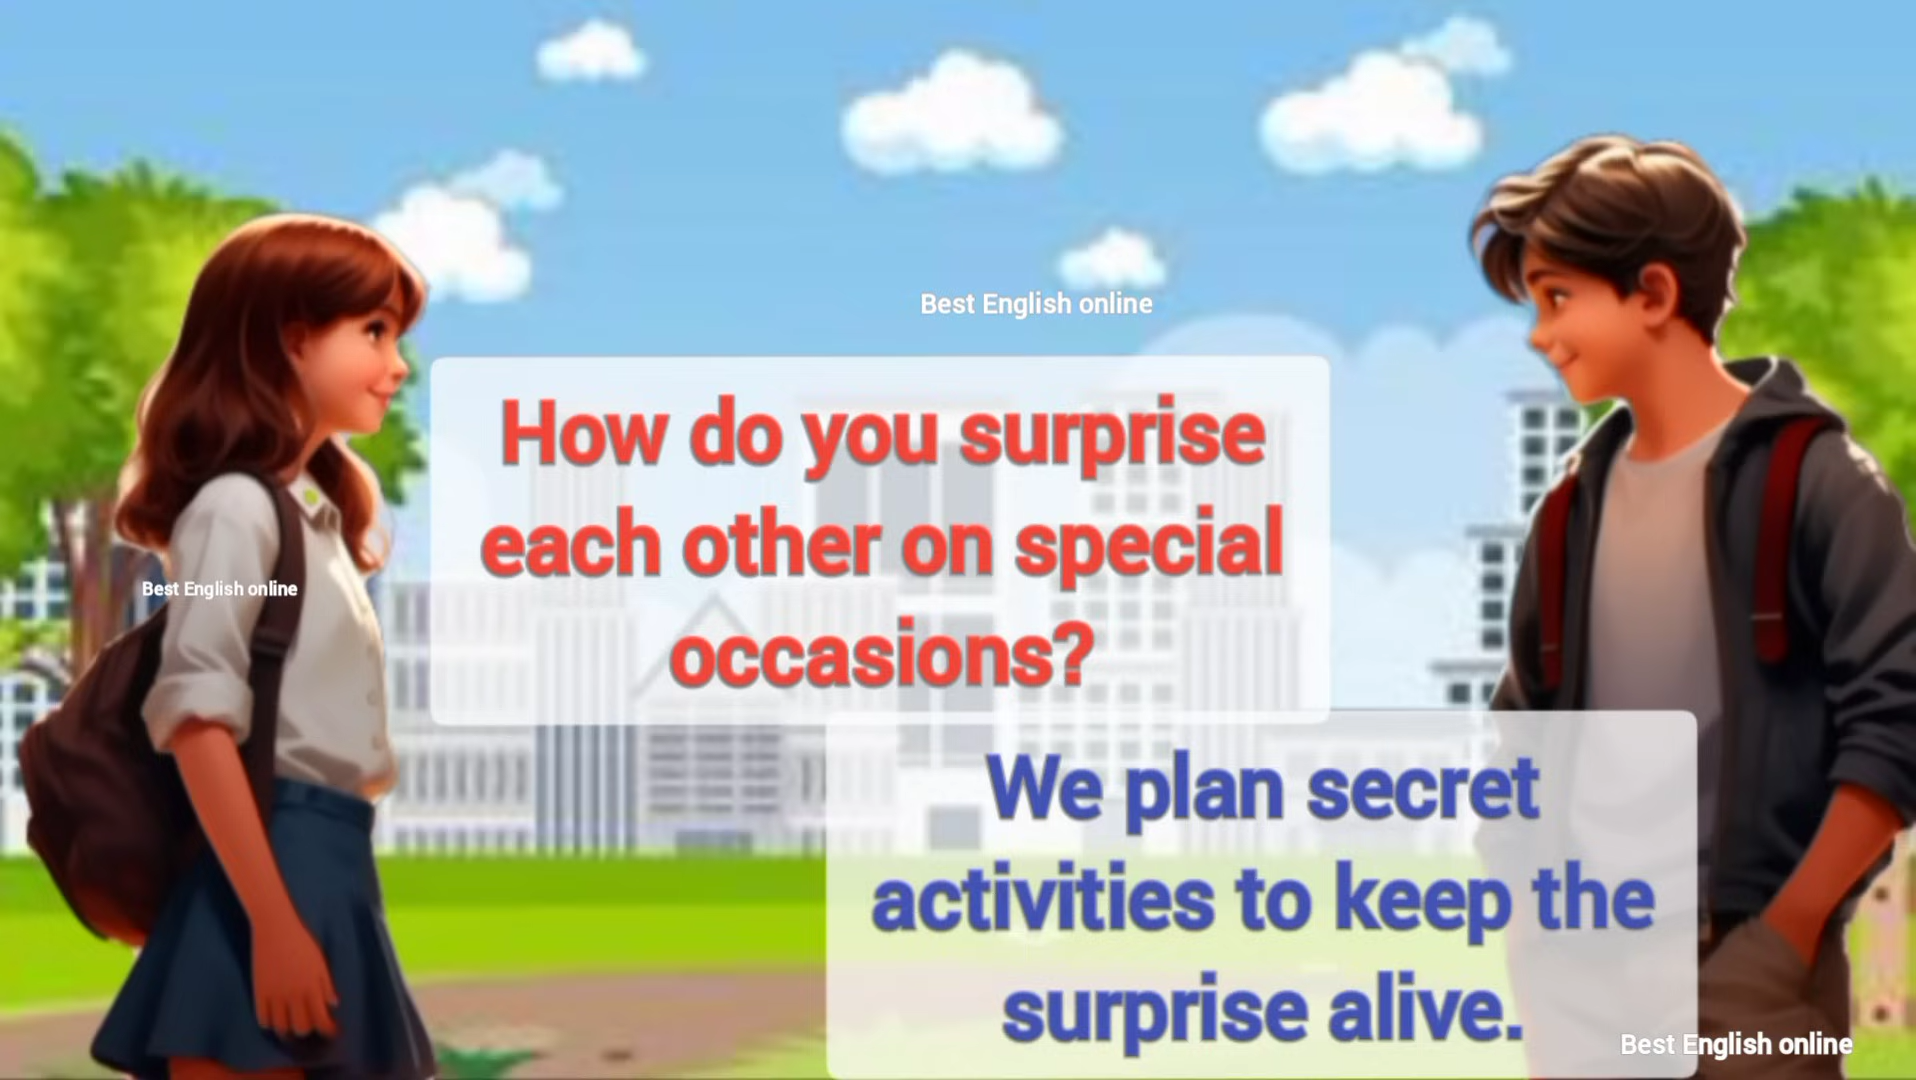 Best English online
How do you surprise
each other on special
occasions?
Best English online
We plan secret
activities to keep the
surprise alive.
Best English online